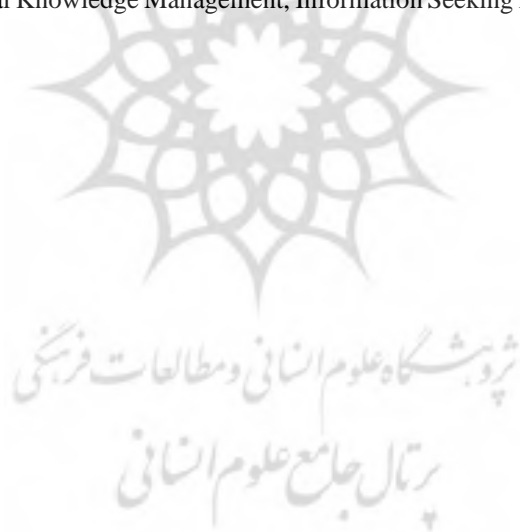 Knowledge Management, Information Seeking
پژوهشگاه علوم انسانی و مطالعات فرهنگی
پرتال جامع علوم انسانی